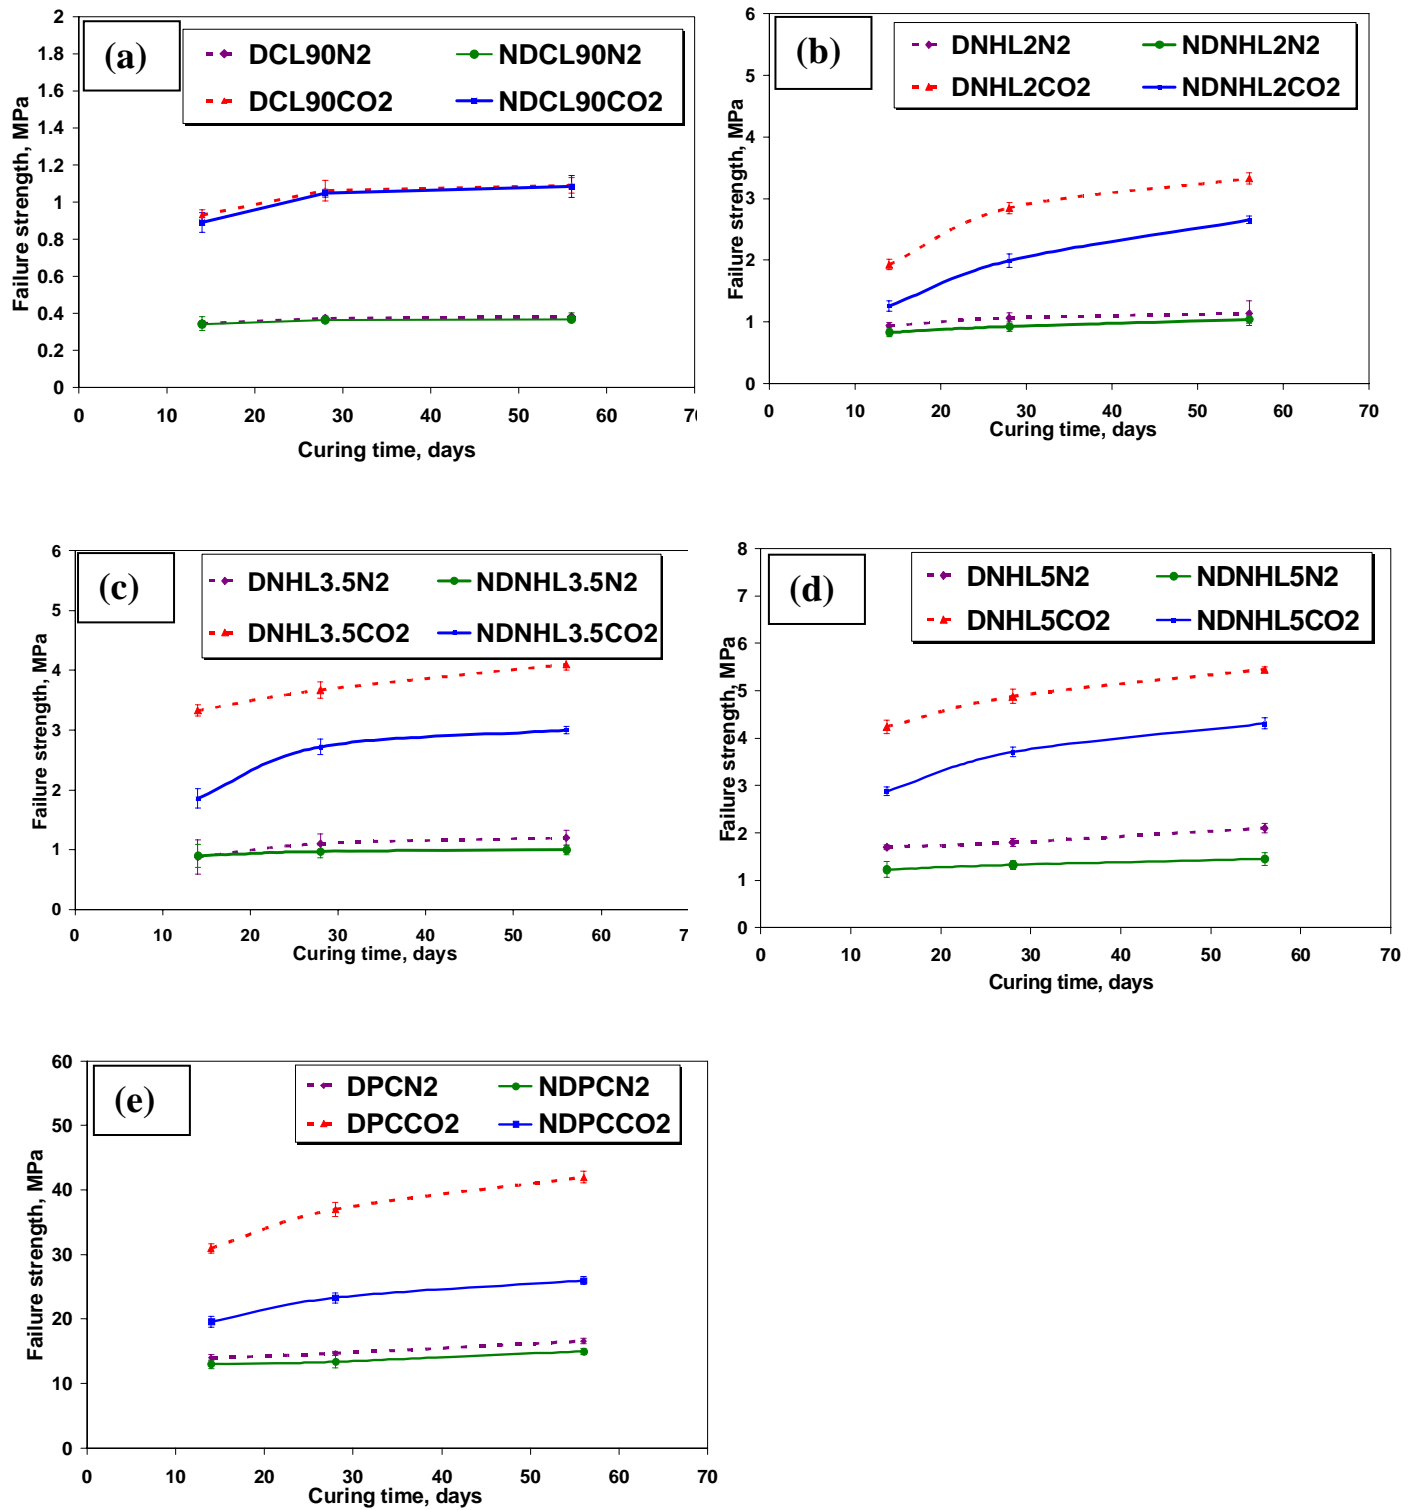 (a)
DCL90N2
NDCL90N2
DCL90CO2
NDCL90CO2
Failure strength, MPa
2
1.8
1.6
1.4
1.2
1
0.8
0.6
0.4
0.2
0
0 10 20 30 40 50 60 70
Curing time, days
(b)
DNHL2N2
NDNHL2N2
DNHL2CO2
NDNHL2CO2
Failure strength, MPa
6
5
4
3
2
1
0
0 10 20 30 40 50 60 70
Curing time, days
(c)
DNHL3.5N2
NDNHL3.5N2
DNHL3.5CO2
NDNHL3.5CO2
Failure strength, MPa
6
5
4
3
2
1
0
0 10 20 30 40 50 60 7
Curing time, days
(d)
DNHL5N2
NDNHL5N2
DNHL5CO2
NDNHL5CO2
Failure strength, MPa
8
7
6
5
4
3
2
1
0
0 10 20 30 40 50 60 70
Curing time, days
(e)
DPCN2
NDPCN2
DPCCO2
NDPCCO2
Failure strength, MPa
60
50
40
30
20
10
0
0 10 20 30 40 50 60 70
Curing time, days